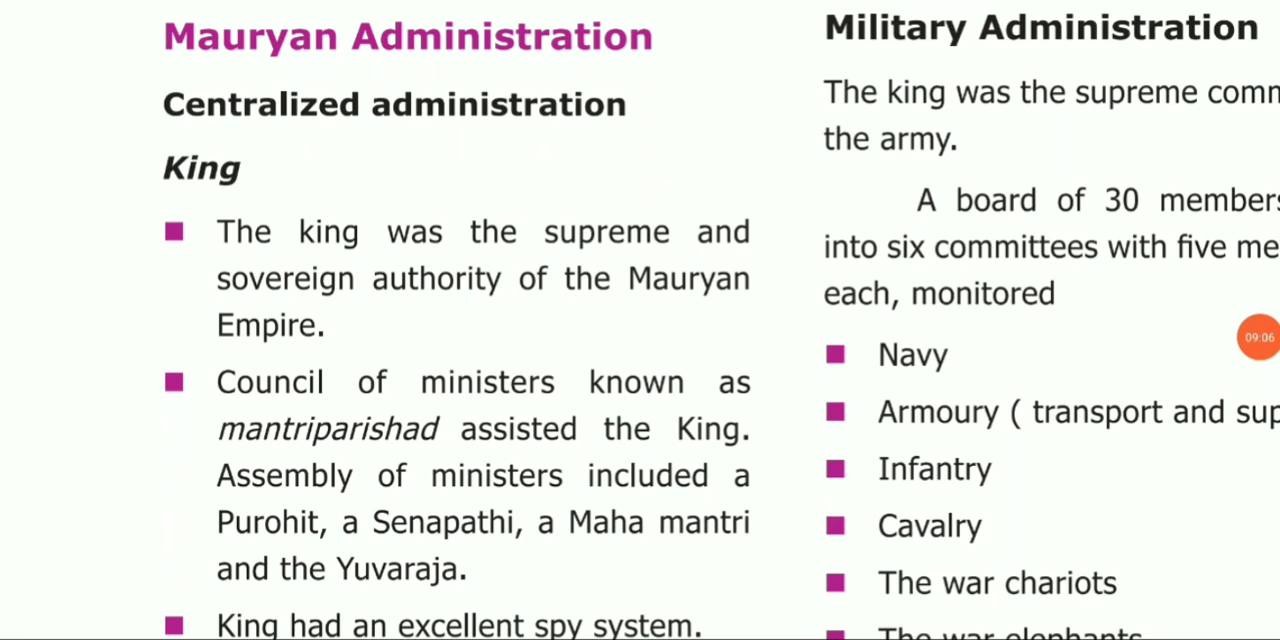 Mauryan Administration
Centralized administration
King
■ The king was the supreme and
sovereign authority of the Mauryan
Empire.
■ Council of ministers known as
mantriparishad assisted the King.
Assembly of ministers included a
Purohit, a Senapathi, a Maha mantri
and the Yuvaraja.
■ King had an excellent spy system.
Military Administration
The king was the supreme
the army.
A board of 30
into six committees with five
each, monitored
■ Navy
■ Armoury ( transport and
■ Infantry
■ Cavalry
■ The war chariots
■ The war elephants
09:06